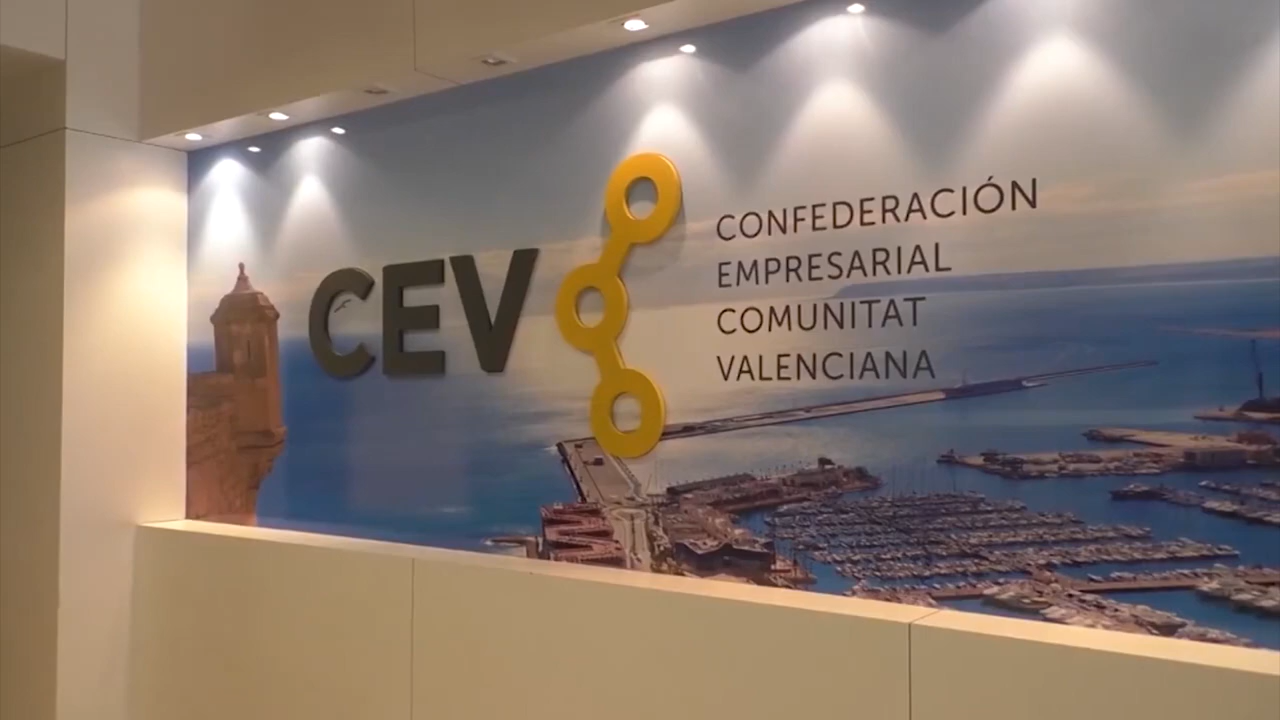 CEV
CONFEDERACIÓN
EMPRESARIAL
COMUNITAT
VALENCIANA